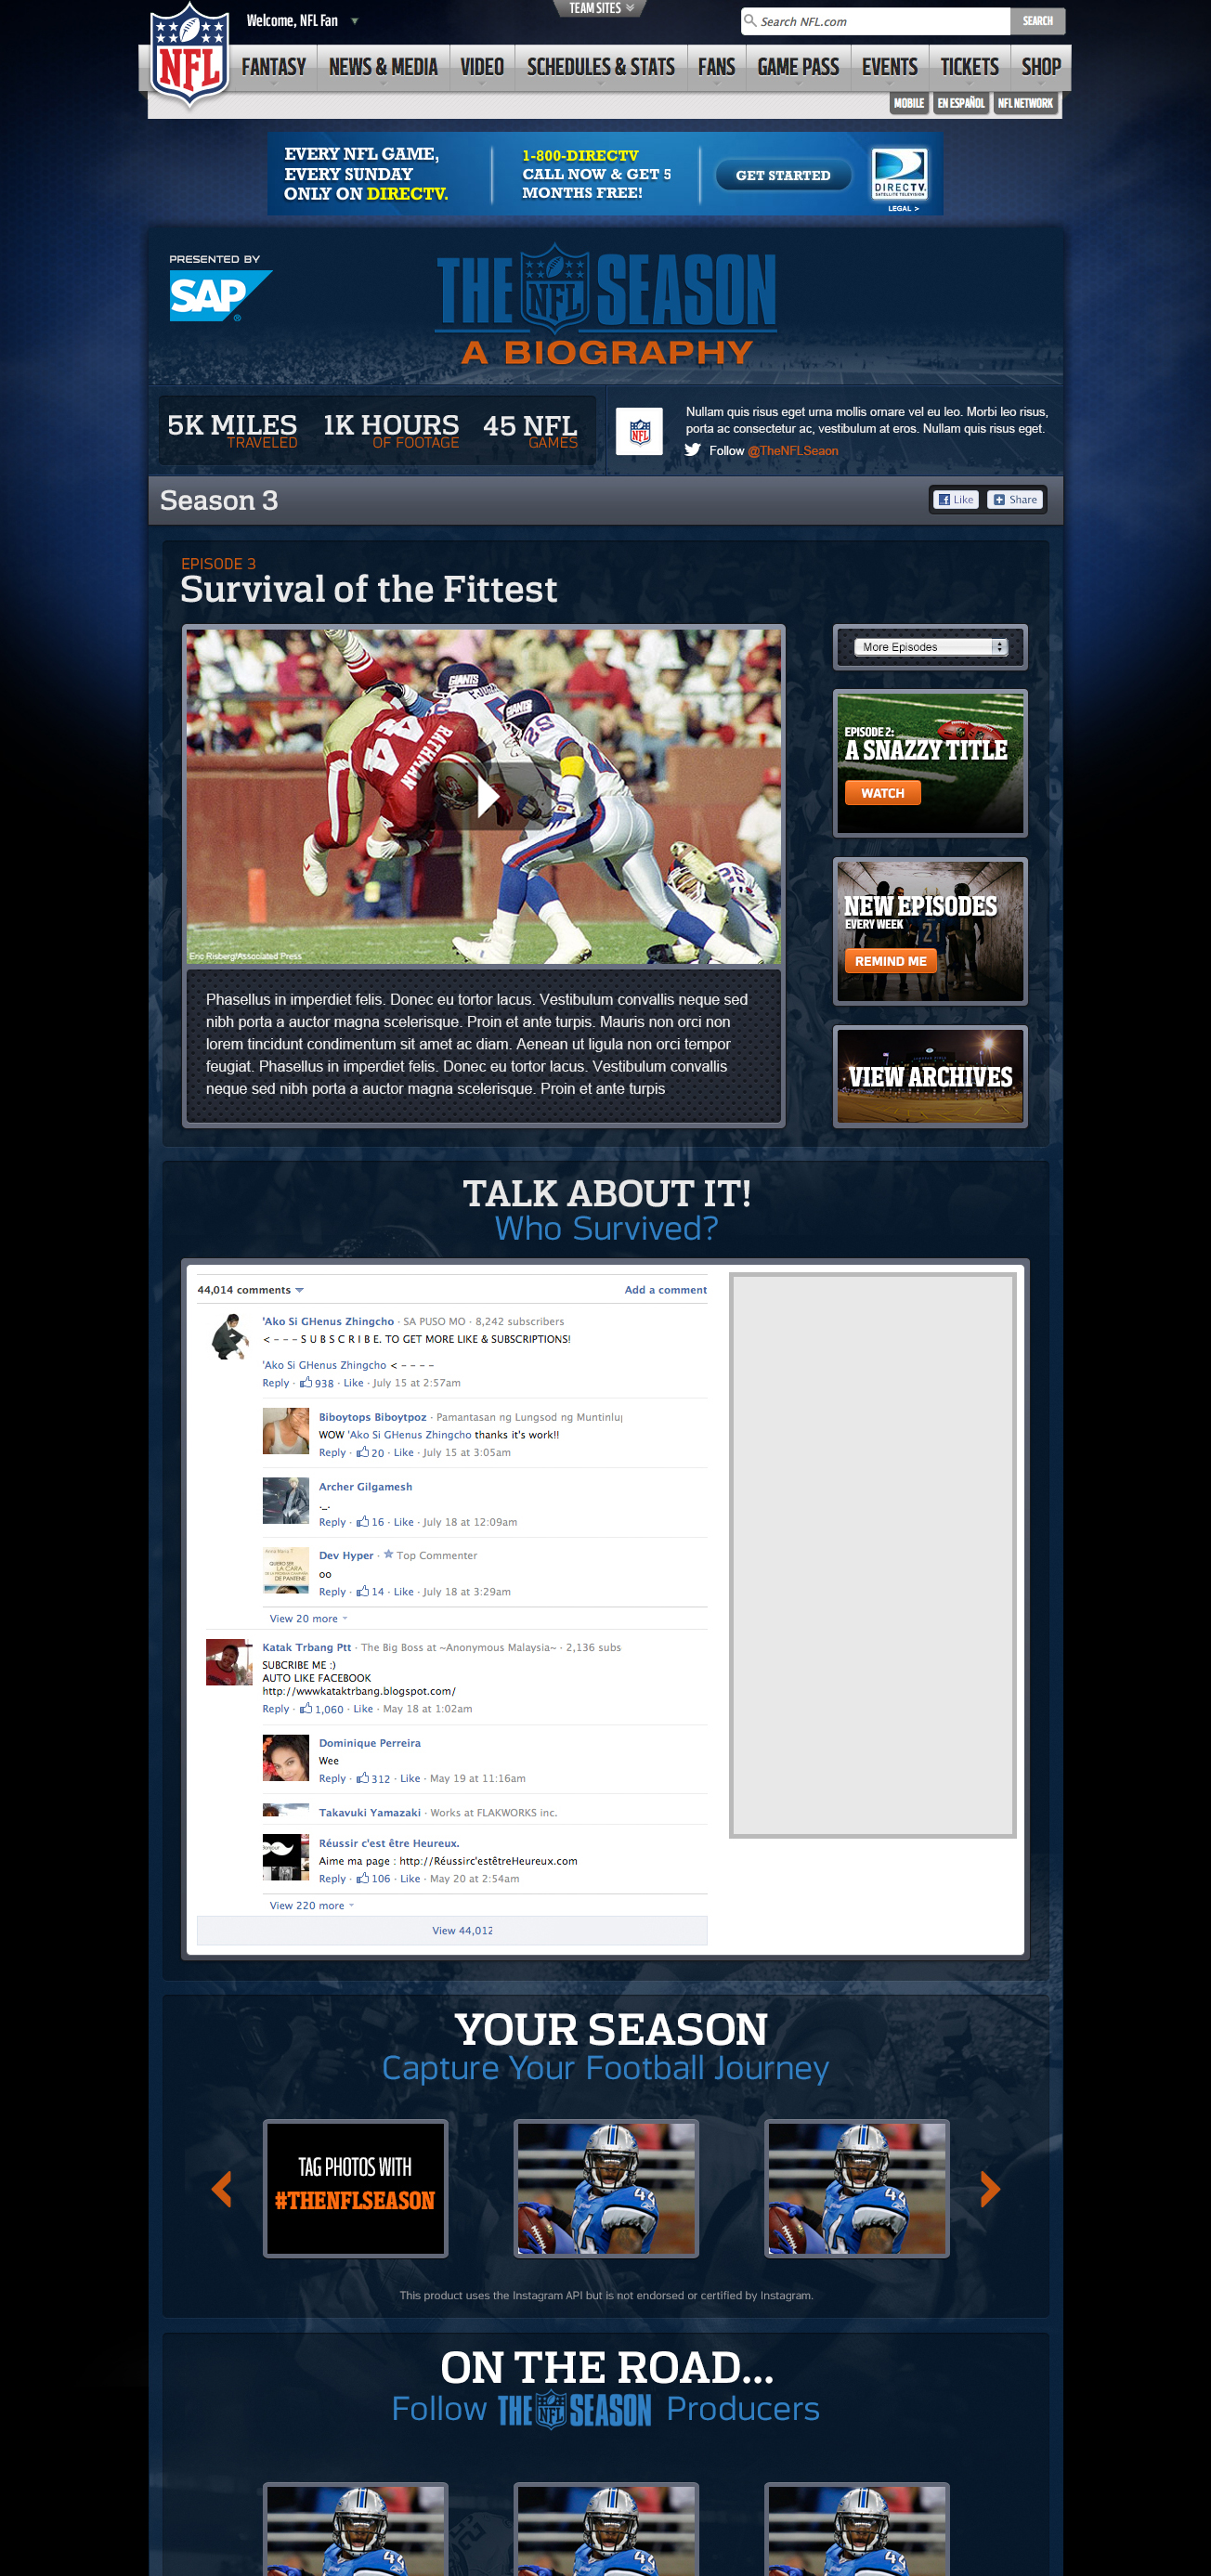 Welcome, NFL Fan
TEAM SITES
Search NFL.com
SEARCH
NFL
FANTASY
NEWS & MEDIA
VIDEO
SCHEDULES & STATS
FANS
GAME PASS
EVENTS
TICKETS
SHOP
MOBILE
EN ESPAÑOL
NFL NETWORK
EVERY NFL GAME,
EVERY SUNDAY
ONLY ON DIRECTV.
1-800-DIRECTV
CALL NOW & GET 5
MONTHS FREE!
GET STARTED
DIRECTV
SATELLITE TELEVISION
LEGAL >
PRESENTED BY
SAP
THE NFL SEASON
A BIOGRAPHY
5K MILES
TRAVELED
1K HOURS
OF FOOTAGE
45 NFL
GAMES
NFL
Nullam quis risus eget urna mollis ornare vel eu leo. Morbi leo risus,
porta ac consectetur ac, vestibulum at eros. Nullam quis risus eget.
Follow @TheNFLSeaon
Season 3
Like
Share
EPISODE 3
Survival of the Fittest
GIANTS
GIANTS
RATHMAN
44
25
25
Eric Risberg/Associated Press
Phasellus in imperdiet felis. Donec eu tortor lacus. Vestibulum convallis neque sed
nibh porta a auctor magna scelerisque. Proin et ante turpis. Mauris non orci non
lorem tincidunt condimentum sit amet ac diam. Aenean ut ligula non orci tempor
feugiat. Phasellus in imperdiet felis. Donec eu tortor lacus. Vestibulum convallis
neque sed nibh porta a auctor magna scelerisque. Proin et ante turpis
More Episodes
EPISODE 2:
A SNAZZY TITLE
WATCH
NEW EPISODES
EVERY WEEK
21
REMIND ME
VIEW ARCHIVES
TALK ABOUT IT!
Who Survived?
44,014 comments
Add a comment
'Ako Si GHenus Zhingcho · SA PUSO MO · 8,242 subscribers
< - - - S U B S C R I B E. TO GET MORE LIKE & SUBSCRIPTIONS!
'Ako Si GHenus Zhingcho < - - - -
Reply · 938 · Like · July 15 at 2:57am
Biboytops Biboytpoz · Pamantasan ng Lungsod ng Muntinlup
WOW 'Ako Si GHenus Zhingcho thanks it's work!!
Reply · 20 · Like · July 15 at 3:05am
Archer Gilgamesh
._.
Reply · 16 · Like · July 18 at 12:09am
Dev Hyper · Top Commenter
oo
Reply · 14 · Like · July 18 at 3:29am
View 20 more
Katak Trbang Ptt · The Big Boss at ~Anonymous Malaysia~ · 2,136 subs
SUBCRIBE ME :)
AUTO LIKE FACEBOOK
http://wwwkataktrbang.blogspot.com/
Reply · 1,060 · Like · May 18 at 1:02am
Dominique Perreira
Wee
Reply · 312 · Like · May 19 at 11:16am
Takavuki Yamazaki · Works at FLAKWORKS inc.
Réussir c'est être Heureux.
Aime ma page : http://Réussirc'estêtreHeureux.com
Reply · 106 · Like · May 20 at 2:54am
View 220 more
View 44,012
YOUR SEASON
Capture Your Football Journey
TAG PHOTOS WITH
#THENFLSEASON
This product uses the Instagram API but is not endorsed or certified by Instagram.
ON THE ROAD...
Follow THE NFL SEASON Producers